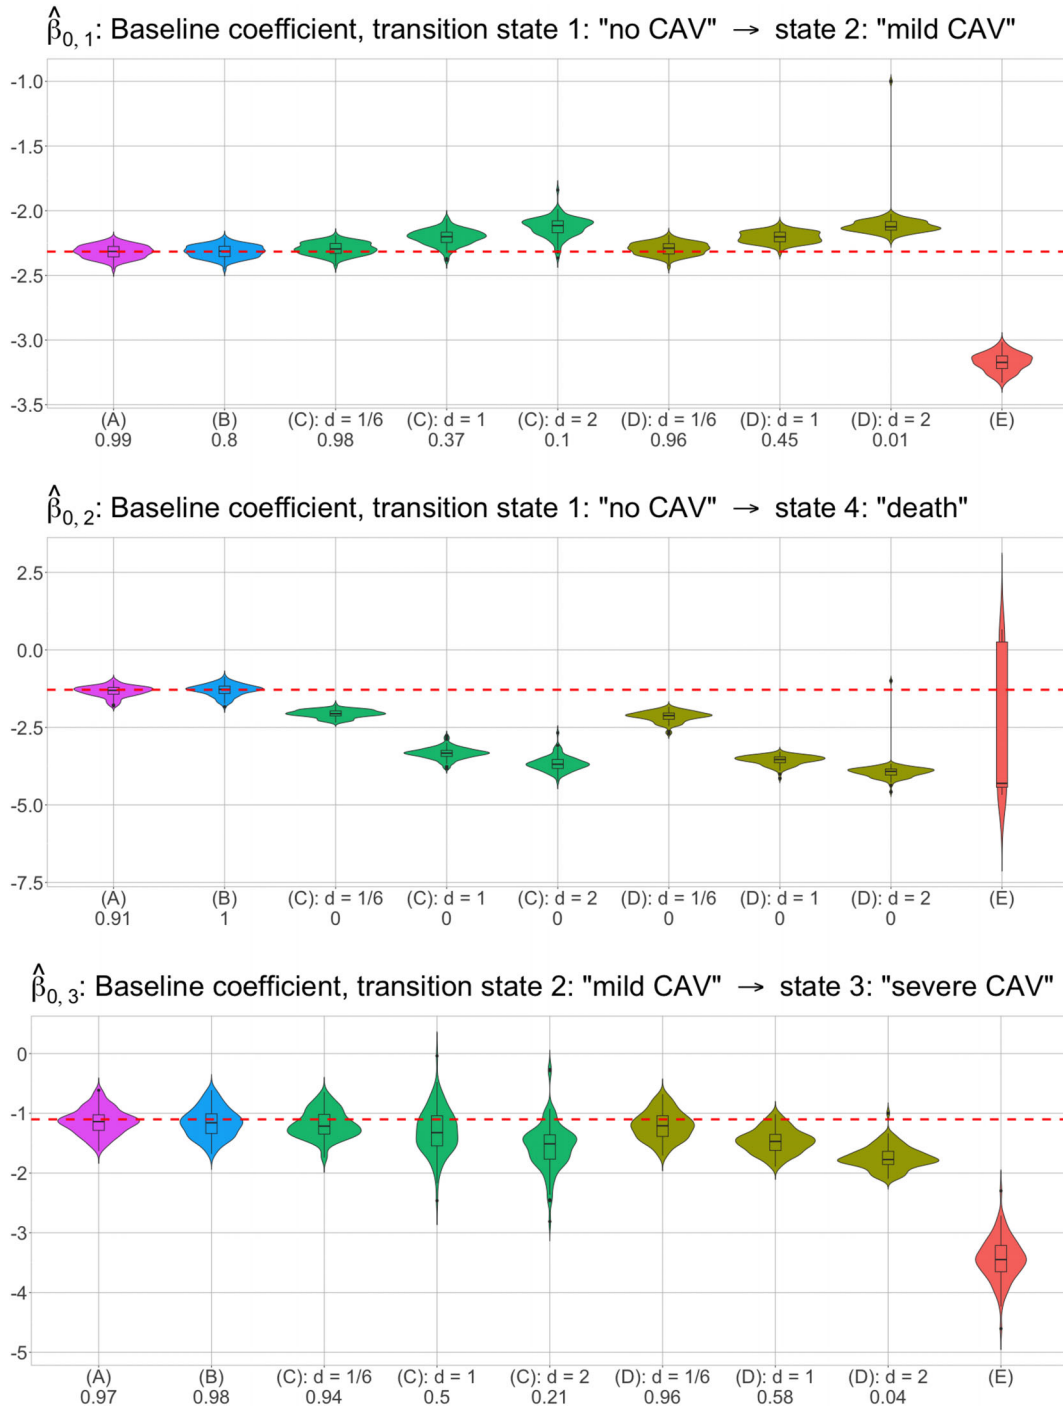 β̂0, 1: Baseline coefficient, transition state 1: "no CAV" → state 2: "mild CAV"
-1.0
-1.5
-2.0
-2.5
-3.0
-3.5
(A) (B) (C): d = 1/6 (C): d = 1 (C): d = 2 (D): d = 1/6 (D): d = 1 (D): d = 2 (E)
0.99 0.8 0.98 0.37 0.1 0.96 0.45 0.01
β̂0, 2: Baseline coefficient, transition state 1: "no CAV" → state 4: "death"
2.5
0.0
-2.5
-5.0
-7.5
(A) (B) (C): d = 1/6 (C): d = 1 (C): d = 2 (D): d = 1/6 (D): d = 1 (D): d = 2 (E)
0.91 1 0 0 0 0 0 0
β̂0, 3: Baseline coefficient, transition state 2: "mild CAV" → state 3: "severe CAV"
0
-1
-2
-3
-4
-5
(A) (B) (C): d = 1/6 (C): d = 1 (C): d = 2 (D): d = 1/6 (D): d = 1 (D): d = 2 (E)
0.97 0.98 0.94 0.5 0.21 0.96 0.58 0.04